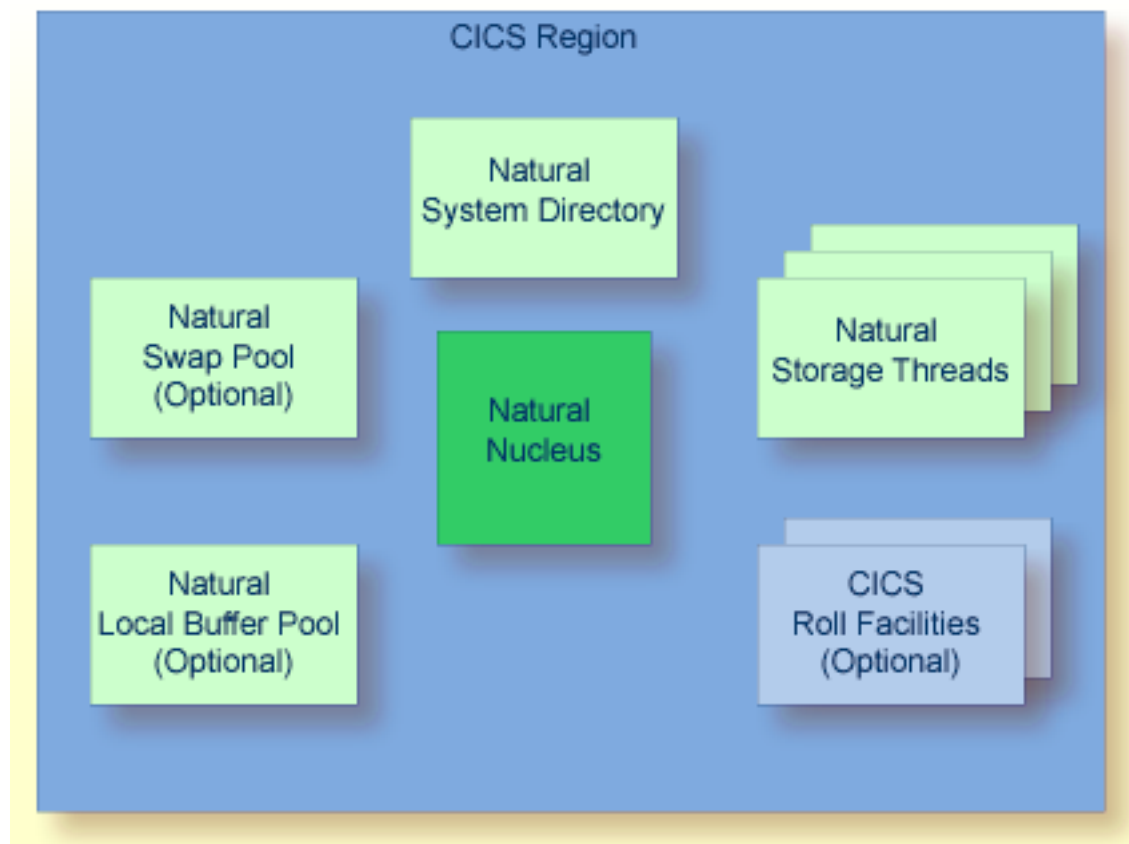 CICS Region
Natural
System Directory
Natural
Swap Pool
(Optional)
Natural
Storage Threads
Natural
Nucleus
Natural
Local Buffer Pool
(Optional)
CICS
Roll Facilities
(Optional)